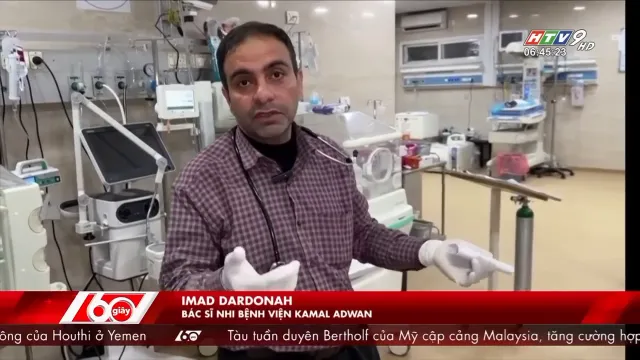 HTV9 HD
06:45:23
60 giây
IMAD DARDONAH
BÁC SĨ NHI BỆNH VIỆN KAMAL ADWAN
ông của Houthi ở Yemen Tàu tuần duyên Bertholf của Mỹ cập cảng Malaysia, tăng cường hợp